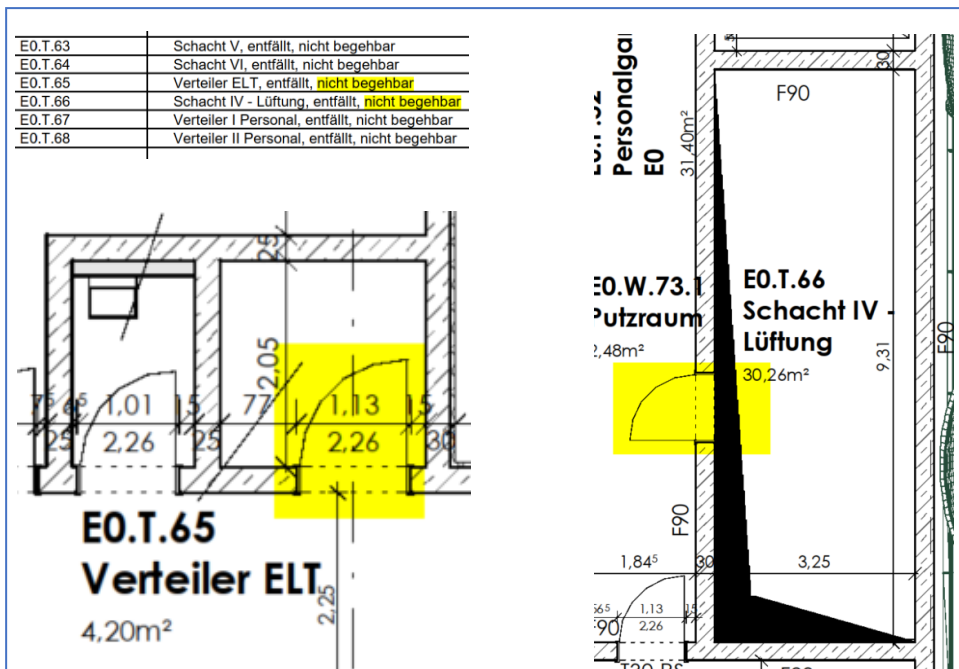 E0.T.63 Schacht V, entfällt, nicht begehbar
E0.T.64 Schacht VI, entfällt, nicht begehbar
E0.T.65 Verteiler ELT, entfällt, nicht begehbar
E0.T.66 Schacht IV - Lüftung, entfällt, nicht begehbar
E0.T.67 Verteiler I Personal, entfällt, nicht begehbar
E0.T.68 Verteiler II Personal, entfällt, nicht begehbar
25
2,05
1,01 15 77 1,13 15
25 2,26 25 2,26 30
E0.T.65
Verteiler ELT
4,20m²
2,25
30
F90
Personalga
E0
31,40m²
E0.W.73.1
Putzraum
2,48m²
E0.T.66
Schacht IV -
Lüftung
30,26m²
9,31
F90
F90
1,84⁵ 30 3,25
1,13 15
2,26
F90